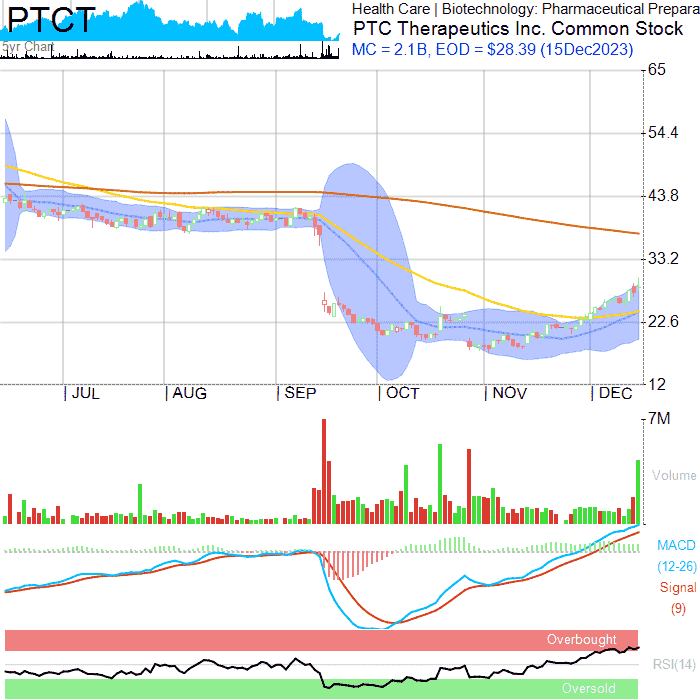 PTCT
5yr Chart
Health Care | Biotechnology: Pharmaceutical Prepara
PTC Therapeutics Inc. Common Stock
MC = 2.1B, EOD = $28.39 (15Dec2023)
65
54.4
43.8
33.2
22.6
12
| JUL | AUG | SEP | OCT | NOV | DEC
7M
Volume
MACD
(12-26)
Signal
(9)
Overbought
RSI(14)
Oversold